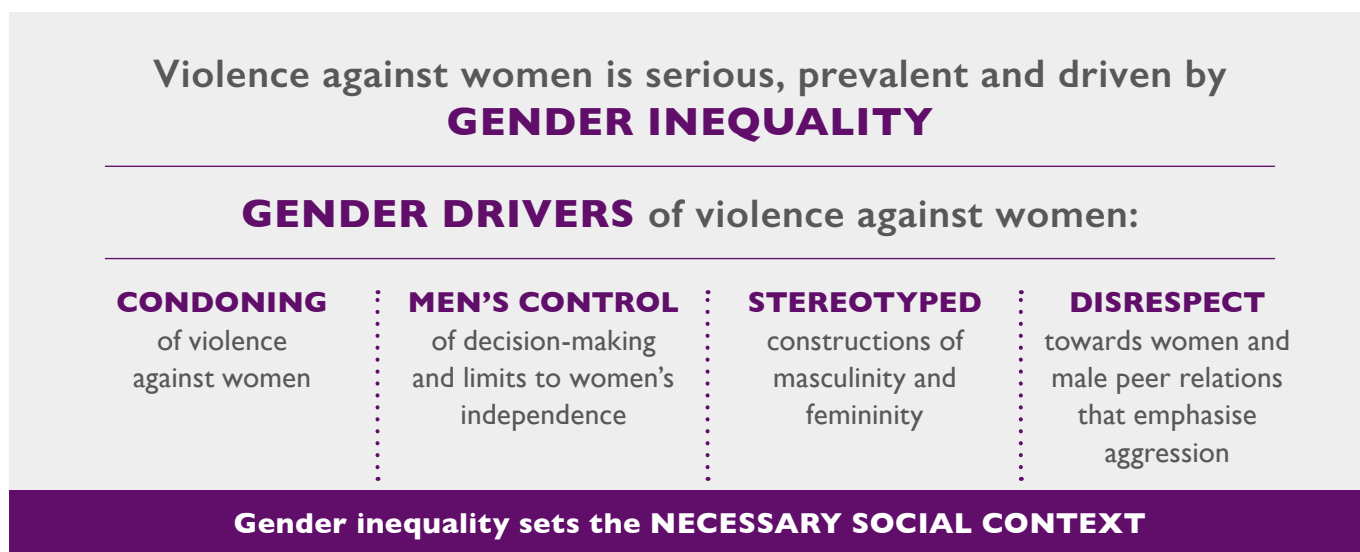 Violence against women is serious, prevalent and driven by
GENDER INEQUALITY
GENDER DRIVERS of violence against women:
CONDONING
of violence
against women
MEN’S CONTROL
of decision-making
and limits to women’s
independence
STEREOTYPED
constructions of
masculinity and
femininity
DISRESPECT
towards women and
male peer relations
that emphasise
aggression
Gender inequality sets the NECESSARY SOCIAL CONTEXT